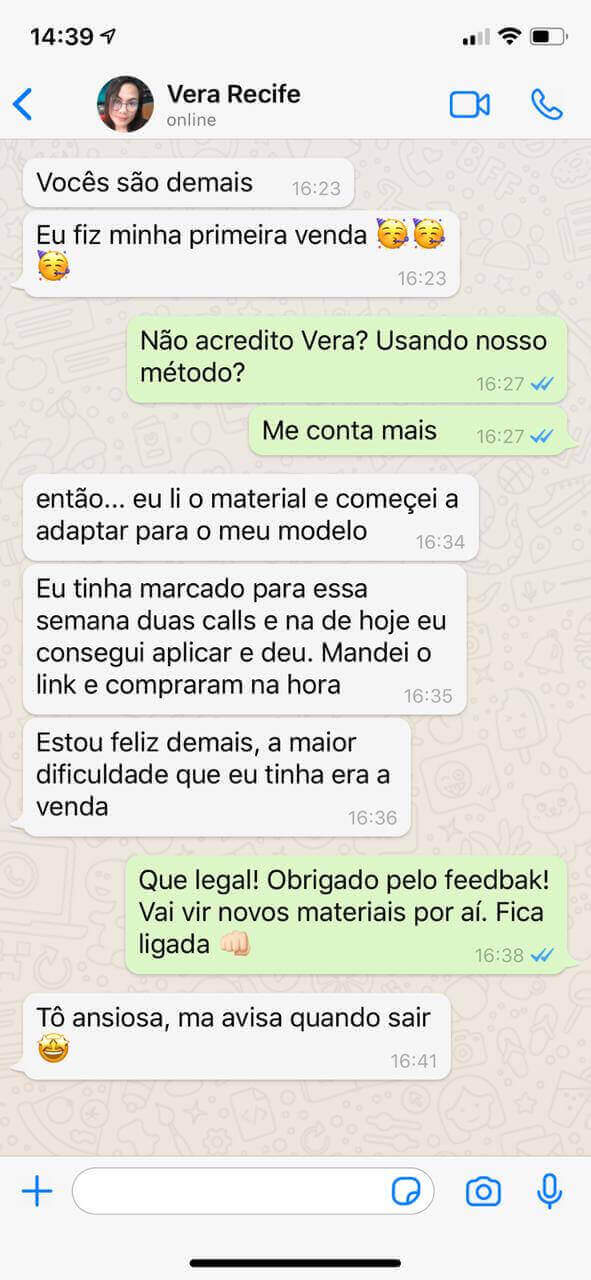 14:39
Vera Recife
online
Vocês são demais 16:23
Eu fiz minha primeira venda 🥳🥳
🥳 16:23
Não acredito Vera? Usando nosso
método? 16:27
Me conta mais 16:27
então... eu li o material e começei a
adaptar para o meu modelo 16:34
Eu tinha marcado para essa
semana duas calls e na de hoje eu
consegui aplicar e deu. Mandei o
link e compraram na hora 16:35
Estou feliz demais, a maior
dificuldade que eu tinha era a
venda 16:36
Que legal! Obrigado pelo feedbak!
Vai vir novos materiais por aí. Fica
ligada 👊🏻 16:38
Tô ansiosa, ma avisa quando sair
🤩 16:41